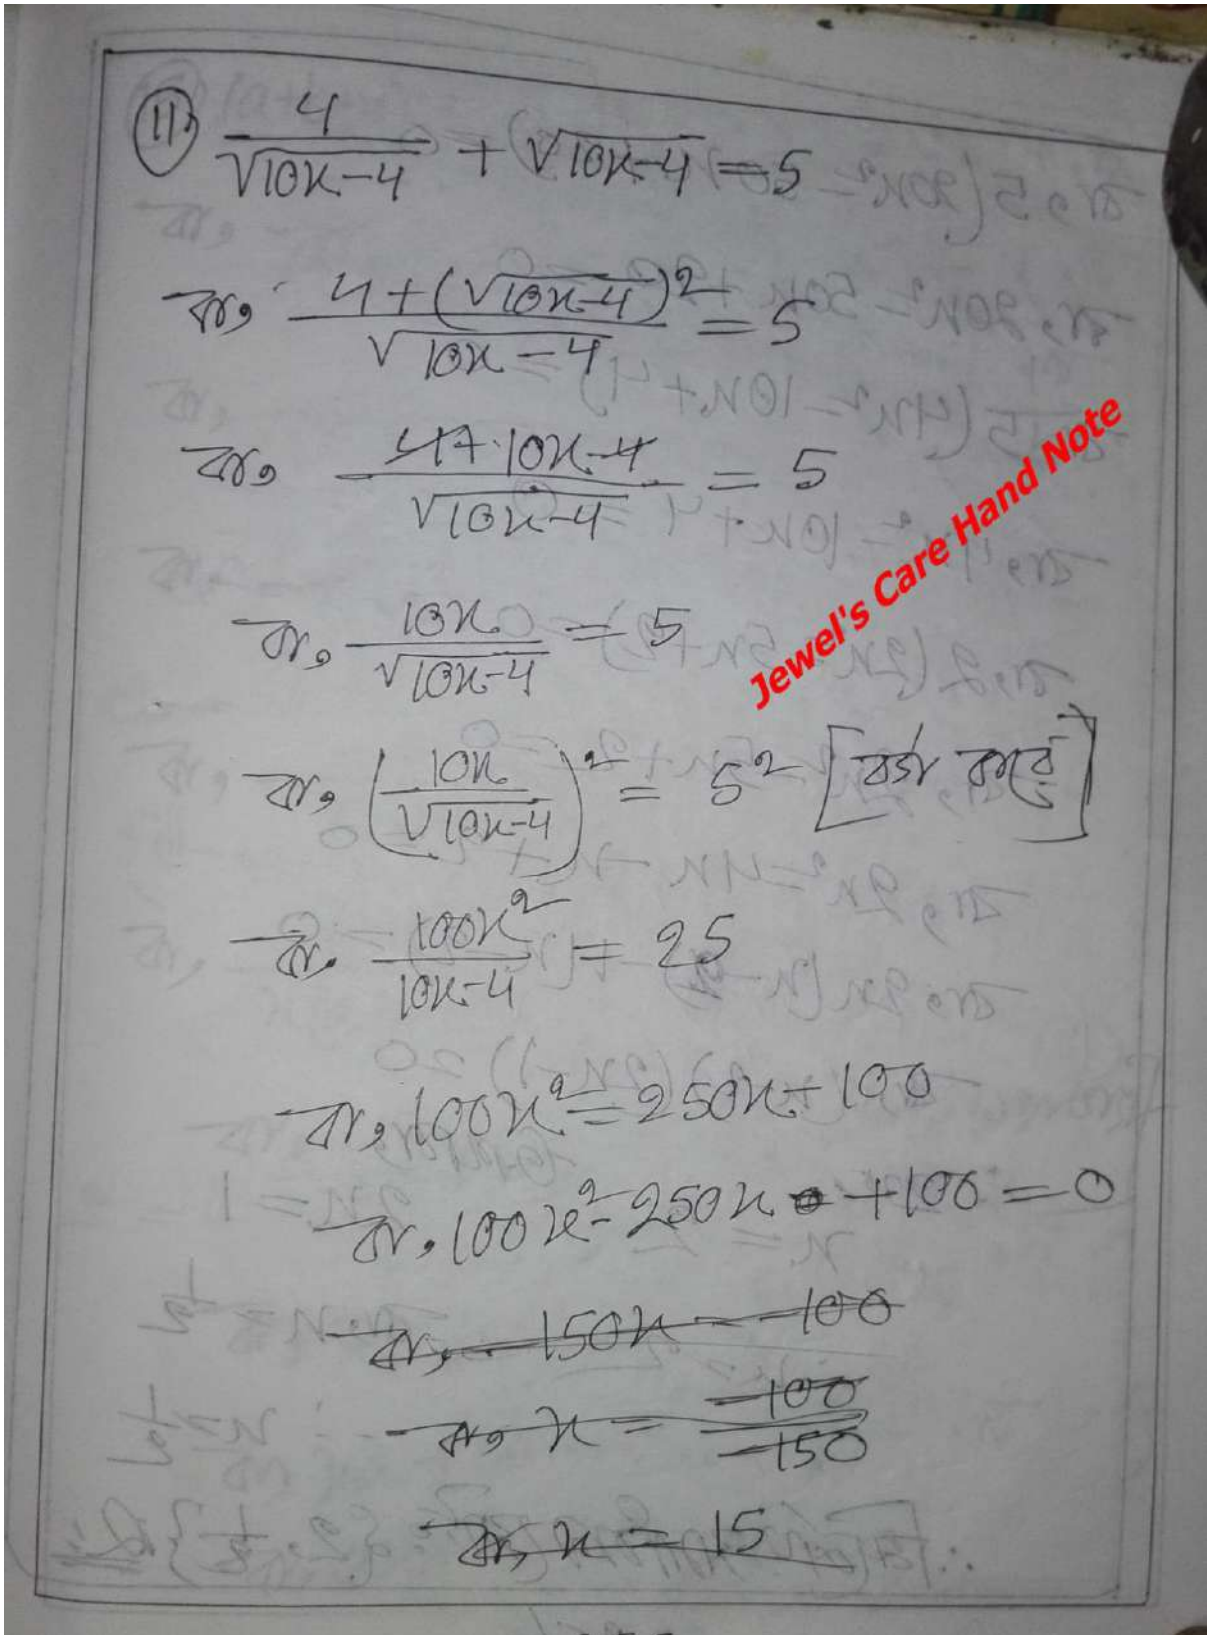 11) 4/√10x-4 + √10x-4 = 5
বা, 4+(√10x-4)²/√10x-4 = 5
বা, 4+10x-4/√10x-4 = 5
Jewel's Care Hand Note
বা, 10x/√10x-4 = 5
বা, (10x/√10x-4)² = 5² [বর্গ করে]
বা, 100x²/10x-4 = 25
বা, 100x² = 250x - 100
বা, 100x² - 250x + 100 = 0
বা, - 150x = -100
বা, x = -100/-150
বা, x = 15